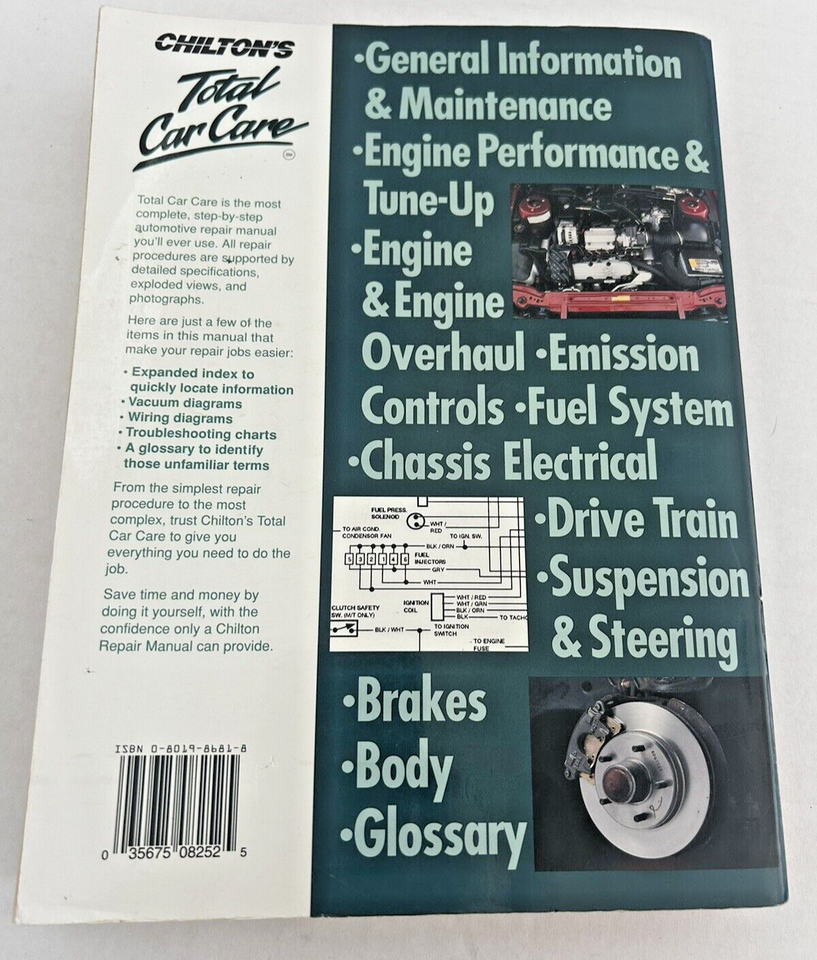 CHILTON'S
Total
Car Care
SM
Total Car Care is the most
complete, step-by-step
automotive repair manual
you'll ever use. All repair
procedures are supported by
detailed specifications,
exploded views, and
photographs.
Here are just a few of the
items in this manual that
make your repair jobs easier:
• Expanded index to
quickly locate information
• Vacuum diagrams
• Wiring diagrams
• Troubleshooting charts
• A glossary to identify
those unfamiliar terms
From the simplest repair
procedure to the most
complex, trust Chilton's Total
Car Care to give you
everything you need to do the
job.
Save time and money by
doing it yourself, with the
confidence only a Chilton
Repair Manual can provide.
ISBN 0-8019-8681-8
0 35675 08252 5
•General Information
& Maintenance
•Engine Performance &
Tune-Up
•Engine
& Engine
Overhaul •Emission
Controls •Fuel System
•Chassis Electrical
FUEL PRESS.
SOLENOID
WHT /
RED
TO AIR COND.
CONDENSOR FAN
TO IGN. SW.
BLK / ORN
5 3 2 1 4 6
FUEL
INJECTORS
GRY
WHT
IGNITION
COIL
WHT / RED
WHT / GRN
BLK / ORN
BLK
TO TACHO
CLUTCH SAFETY
SW. (M/T ONLY)
BLK / WHT
TO IGNITION
SWITCH
TO ENGINE
FUSE
•Drive Train
•Suspension
& Steering
•Brakes
•Body
•Glossary